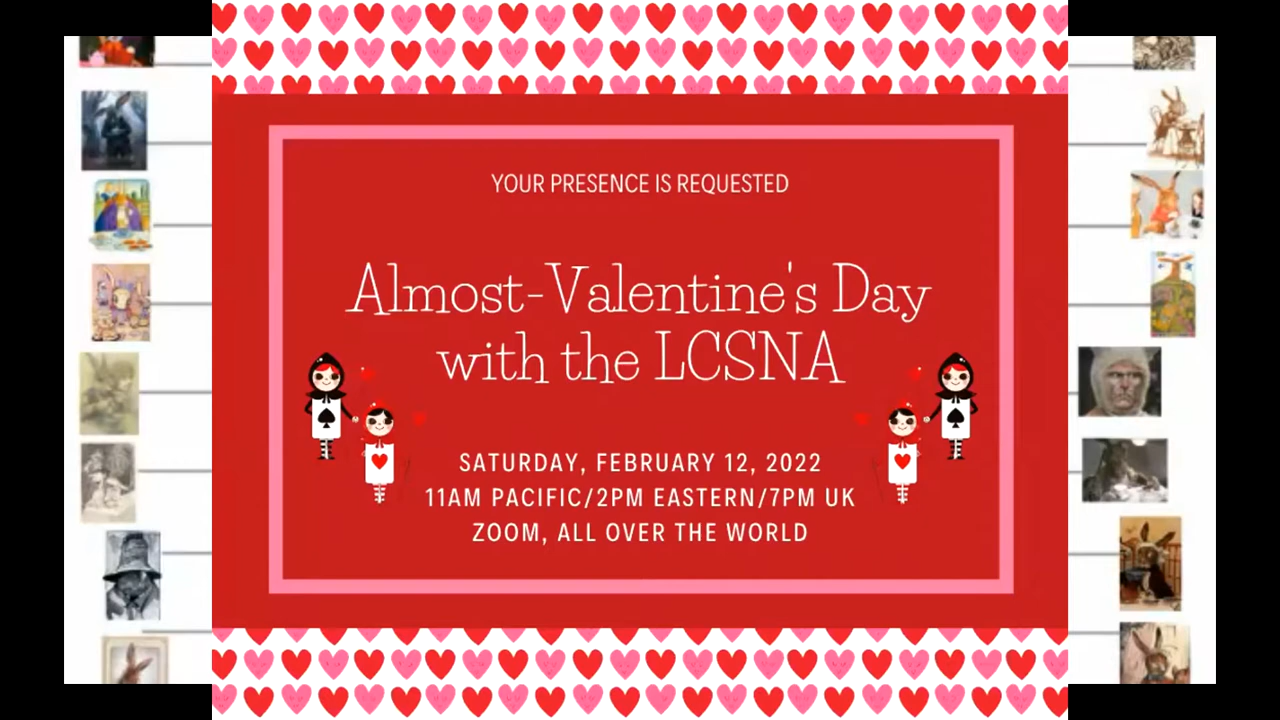 YOUR PRESENCE IS REQUESTED
Almost-Valentine's Day
with the LCSNA
SATURDAY, FEBRUARY 12, 2022
11AM PACIFIC/2PM EASTERN/7PM UK
ZOOM, ALL OVER THE WORLD